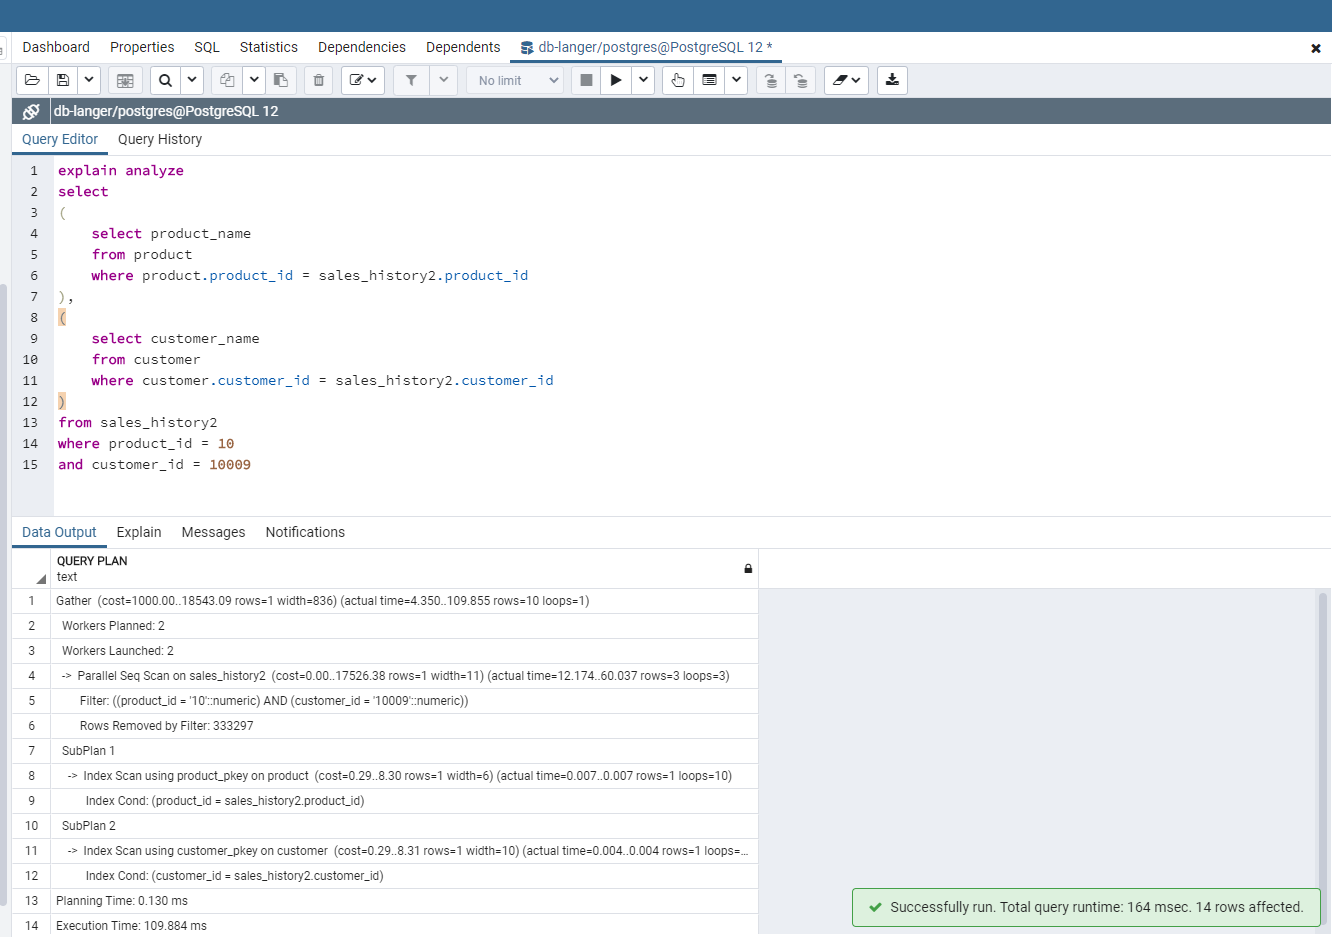 Dashboard Properties SQL Statistics Dependencies Dependents db-langer/postgres@PostgreSQL 12 *
No limit
db-langer/postgres@PostgreSQL 12
Query Editor Query History
1 explain analyze
2 select
3 (
4 select product_name
5 from product
6 where product.product_id = sales_history2.product_id
7 ),
8 (
9 select customer_name
10 from customer
11 where customer.customer_id = sales_history2.customer_id
12 )
13 from sales_history2
14 where product_id = 10
15 and customer_id = 10009
Data Output Explain Messages Notifications
QUERY PLAN
text
1 Gather (cost=1000.00..18543.09 rows=1 width=836) (actual time=4.350..109.855 rows=10 loops=1)
2 Workers Planned: 2
3 Workers Launched: 2
4 -> Parallel Seq Scan on sales_history2 (cost=0.00..17526.38 rows=1 width=11) (actual time=12.174..60.037 rows=3 loops=3)
5 Filter: ((product_id = '10'::numeric) AND (customer_id = '10009'::numeric))
6 Rows Removed by Filter: 333297
7 SubPlan 1
8 -> Index Scan using product_pkey on product (cost=0.29..8.30 rows=1 width=6) (actual time=0.007..0.007 rows=1 loops=10)
9 Index Cond: (product_id = sales_history2.product_id)
10 SubPlan 2
11 -> Index Scan using customer_pkey on customer (cost=0.29..8.31 rows=1 width=10) (actual time=0.004..0.004 rows=1 loops=...
12 Index Cond: (customer_id = sales_history2.customer_id)
13 Planning Time: 0.130 ms
14 Execution Time: 109.884 ms
Successfully run. Total query runtime: 164 msec. 14 rows affected.